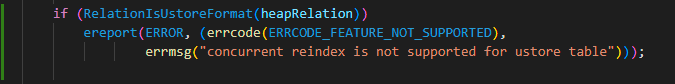 if (RelationIsUstoreFormat(heapRelation))
ereport(ERROR, (errcode(ERRCODE_FEATURE_NOT_SUPPORTED),
errmsg("concurrent reindex is not supported for ustore table")));